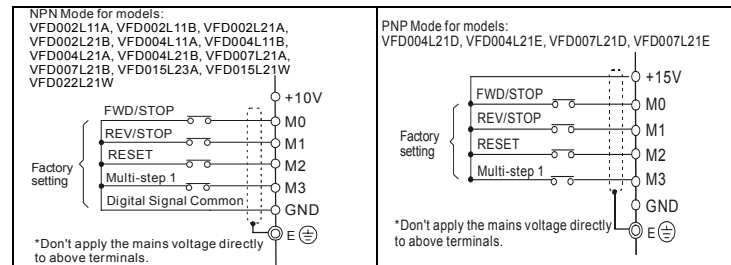 NPN Mode for models:
VFD002L11A, VFD002L11B, VFD002L21A,
VFD002L21B, VFD004L11A, VFD004L11B,
VFD004L21A, VFD004L21B, VFD007L21A,
VFD007L21B, VFD015L23A, VFD015L21W
VFD022L21W
+10V
FWD/STOP
M0
REV/STOP
M1
RESET
M2
Factory
setting
Multi-step 1
M3
Digital Signal Common
GND
E
*Don't apply the mains voltage directly
to above terminals.
PNP Mode for models:
VFD004L21D, VFD004L21E, VFD007L21D, VFD007L21E
+15V
FWD/STOP
M0
REV/STOP
M1
Factory
setting
RESET
M2
Multi-step 1
M3
GND
*Don't apply the mains voltage directly
to above terminals.
E